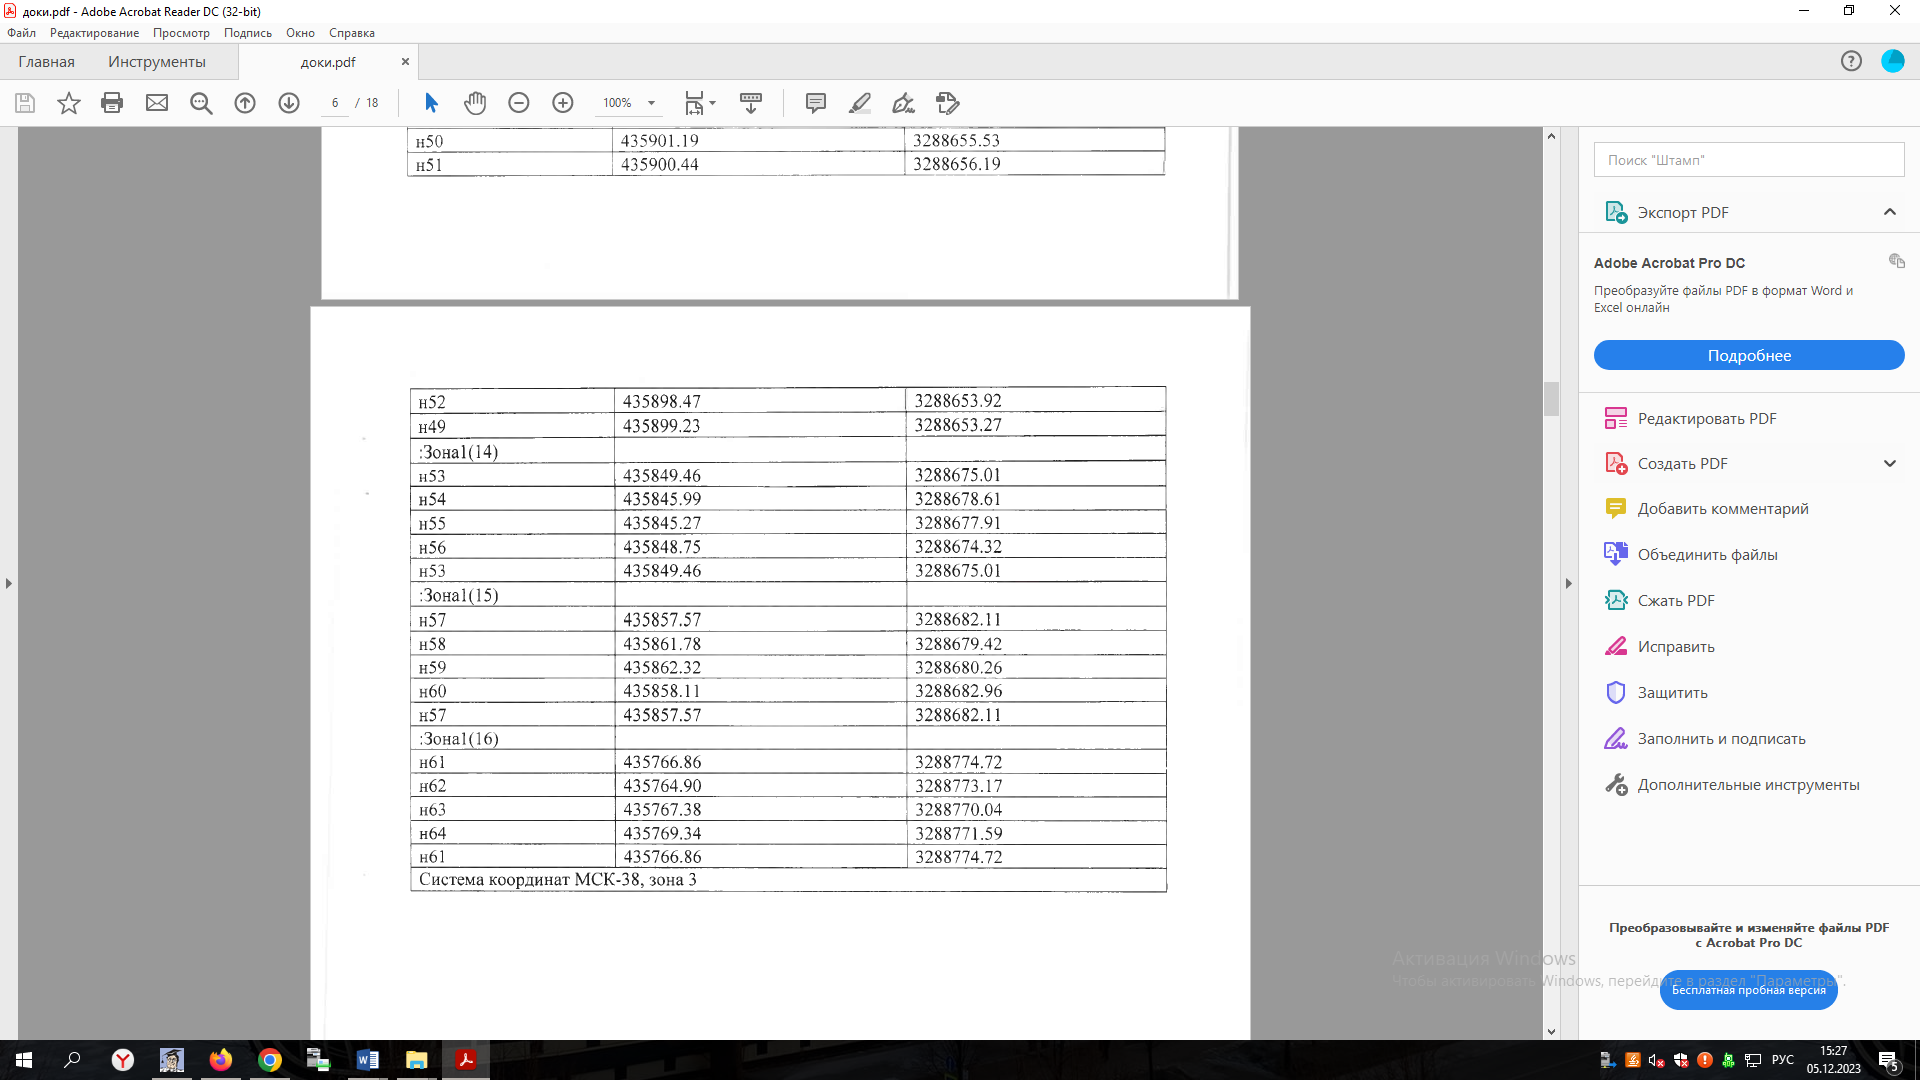 доки.pdf - Adobe Acrobat Reader DC (32-bit)
Файл Редактирование Просмотр Подпись Окно Справка
Главная Инструменты доки.pdf
6 / 18 100%
н50 435901.19 3288655.53
н51 435900.44 3288656.19
н52 435898.47 3288653.92
н49 435899.23 3288653.27
:Зона1(14)
н53 435849.46 3288675.01
н54 435845.99 3288678.61
н55 435845.27 3288677.91
н56 435848.75 3288674.32
н53 435849.46 3288675.01
:Зона1(15)
н57 435857.57 3288682.11
н58 435861.78 3288679.42
н59 435862.32 3288680.26
н60 435858.11 3288682.96
н57 435857.57 3288682.11
:Зона1(16)
н61 435766.86 3288774.72
н62 435764.90 3288773.17
н63 435767.38 3288770.04
н64 435769.34 3288771.59
н61 435766.86 3288774.72
Система координат МСК-38, зона 3
Поиск "Штамп"
Экспорт PDF
Adobe Acrobat Pro DC
Преобразуйте файлы PDF в формат Word и
Excel онлайн
Подробнее
Редактировать PDF
Создать PDF
Добавить комментарий
Объединить файлы
Сжать PDF
Исправить
Защитить
Заполнить и подписать
Дополнительные инструменты
Преобразовывайте и изменяйте файлы PDF
с Acrobat Pro DC
Бесплатная пробная версия
Активация Windows
Чтобы активировать Windows, перейдите в раздел "Параметры".
РУС
15:27
05.12.2023
5